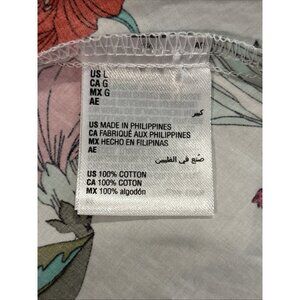 US L
CA G
MX G
AE
كبير
US MADE IN PHILIPPINES
CA FABRIQUÉ AUX PHILIPPINES
MX HECHO EN FILIPINAS
AE
صُنع في الفلبين
US 100% COTTON
CA 100% COTON
MX 100% algodón